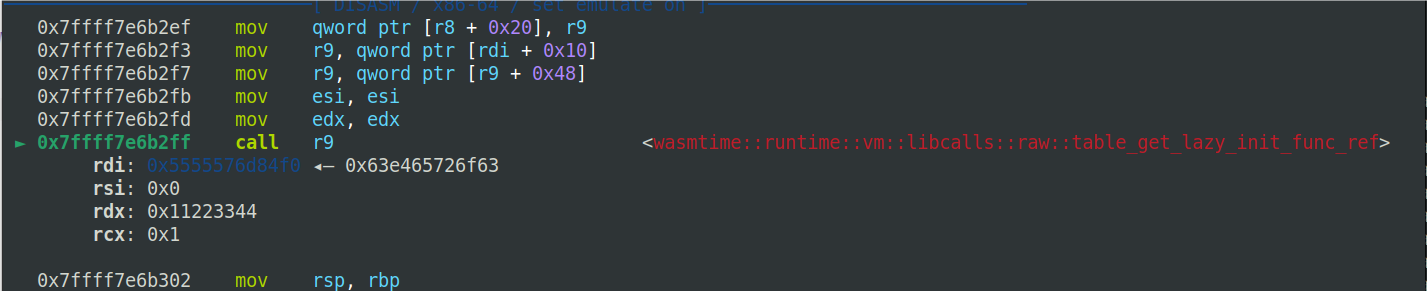 [ DISASM / x86-64 / set emulate on ]
0x7ffff7e6b2ef mov qword ptr [r8 + 0x20], r9
0x7ffff7e6b2f3 mov r9, qword ptr [rdi + 0x10]
0x7ffff7e6b2f7 mov r9, qword ptr [r9 + 0x48]
0x7ffff7e6b2fb mov esi, esi
0x7ffff7e6b2fd mov edx, edx
► 0x7ffff7e6b2ff call r9 <wasmtime::runtime::vm::libcalls::raw::table_get_lazy_init_func_ref>
rdi: 0x5555576d84f0 ◂— 0x63e465726f63
rsi: 0x0
rdx: 0x11223344
rcx: 0x1
0x7ffff7e6b302 mov rsp, rbp